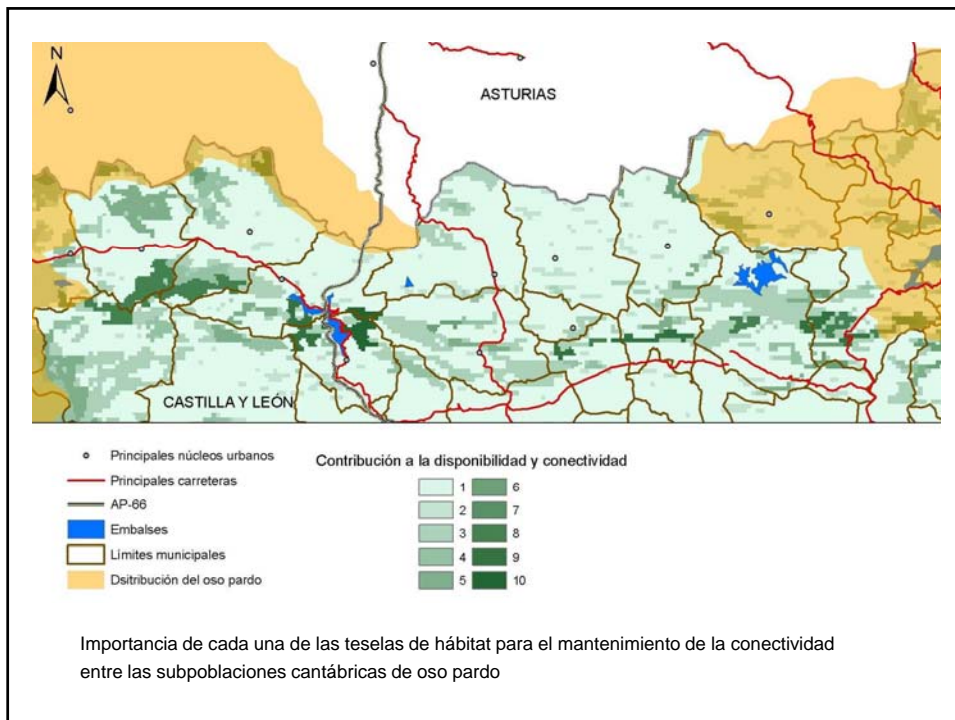 N
ASTURIAS
CASTILLA Y LEÓN
Principales núcleos urbanos
Principales carreteras
AP-66
Embalses
Límites municipales
Dsitribución del oso pardo
Contribución a la disponibilidad y conectividad
1
2
3
4
5
6
7
8
9
10
Importancia de cada una de las teselas de hábitat para el mantenimiento de la conectividad
entre las subpoblaciones cantábricas de oso pardo